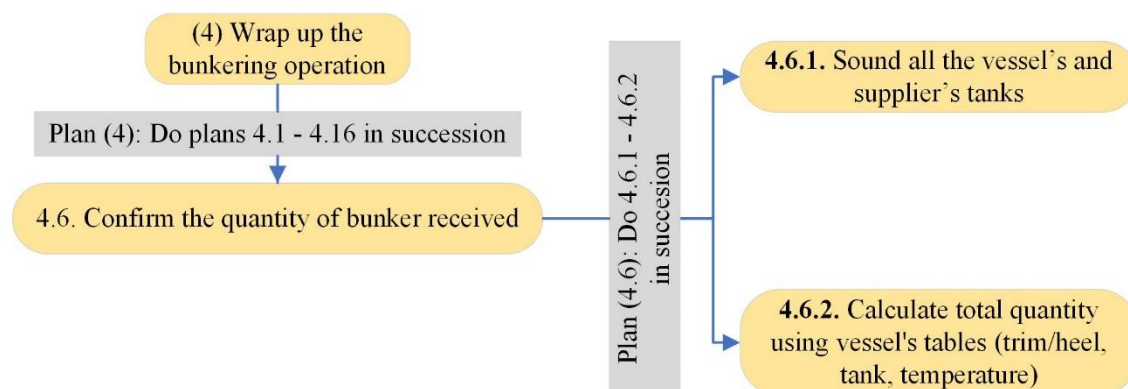 (4) Wrap up the
bunkering operation
Plan (4): Do plans 4.1 - 4.16 in succession
4.6. Confirm the quantity of bunker received
Plan (4.6): Do 4.6.1 - 4.6.2
in succesion
4.6.1. Sound all the vessel’s and
supplier’s tanks
4.6.2. Calculate total quantity
using vessel's tables (trim/heel,
tank, temperature)